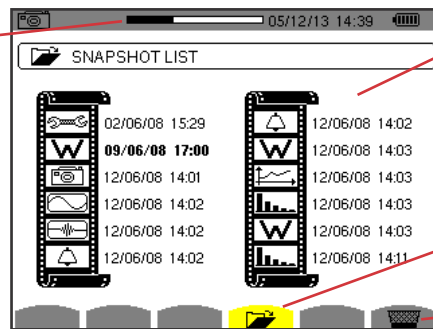 05/12/13 14:39
SNAPSHOT LIST
02/06/08 15:29
W 09/06/08 17:00
12/06/08 14:01
12/06/08 14:02
12/06/08 14:02
12/06/08 14:02
12/06/08 14:02
W 12/06/08 14:03
12/06/08 14:03
12/06/08 14:03
W 12/06/08 14:03
12/06/08 14:11